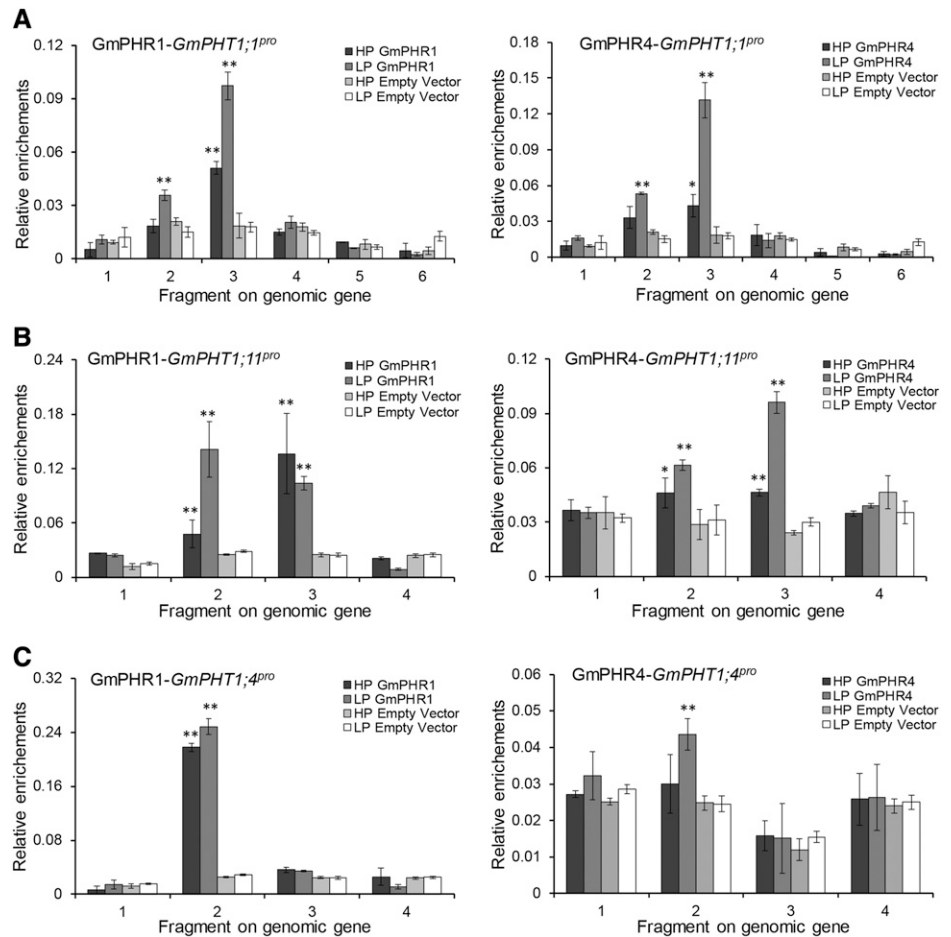 A
GmPHR1-GmPHT1;1pro
HP GmPHR1
LP GmPHR1
HP Empty Vector
LP Empty Vector
Relative enrichements
0.12
0.09
0.06
0.03
0
** ** **
1 2 3 4 5 6
Fragment on genomic gene
GmPHR4-GmPHT1;1pro
HP GmPHR4
LP GmPHR4
HP Empty Vector
LP Empty Vector
Relative enrichements
0.18
0.15
0.12
0.09
0.06
0.03
0
** * **
1 2 3 4 5 6
Fragment on genomic gene
B
GmPHR1-GmPHT1;11pro
HP GmPHR1
LP GmPHR1
HP Empty Vector
LP Empty Vector
Relative enrichements
0.24
0.18
0.12
0.06
0
** ** ** **
1 2 3 4
Fragment on genomic gene
GmPHR4-GmPHT1;11pro
HP GmPHR4
LP GmPHR4
HP Empty Vector
LP Empty Vector
Relative enrichements
0.12
0.09
0.06
0.03
0
* ** ** **
1 2 3 4
Fragment on genomic gene
C
GmPHR1-GmPHT1;4pro
HP GmPHR1
LP GmPHR1
HP Empty Vector
LP Empty Vector
Relative enrichements
0.32
0.24
0.16
0.08
0
** **
1 2 3 4
Fragment on genomic gene
GmPHR4-GmPHT1;4pro
HP GmPHR4
LP GmPHR4
HP Empty Vector
LP Empty Vector
Relative enrichements
0.06
0.05
0.04
0.03
0.02
0.01
0
**
1 2 3 4
Fragment on genomic gene